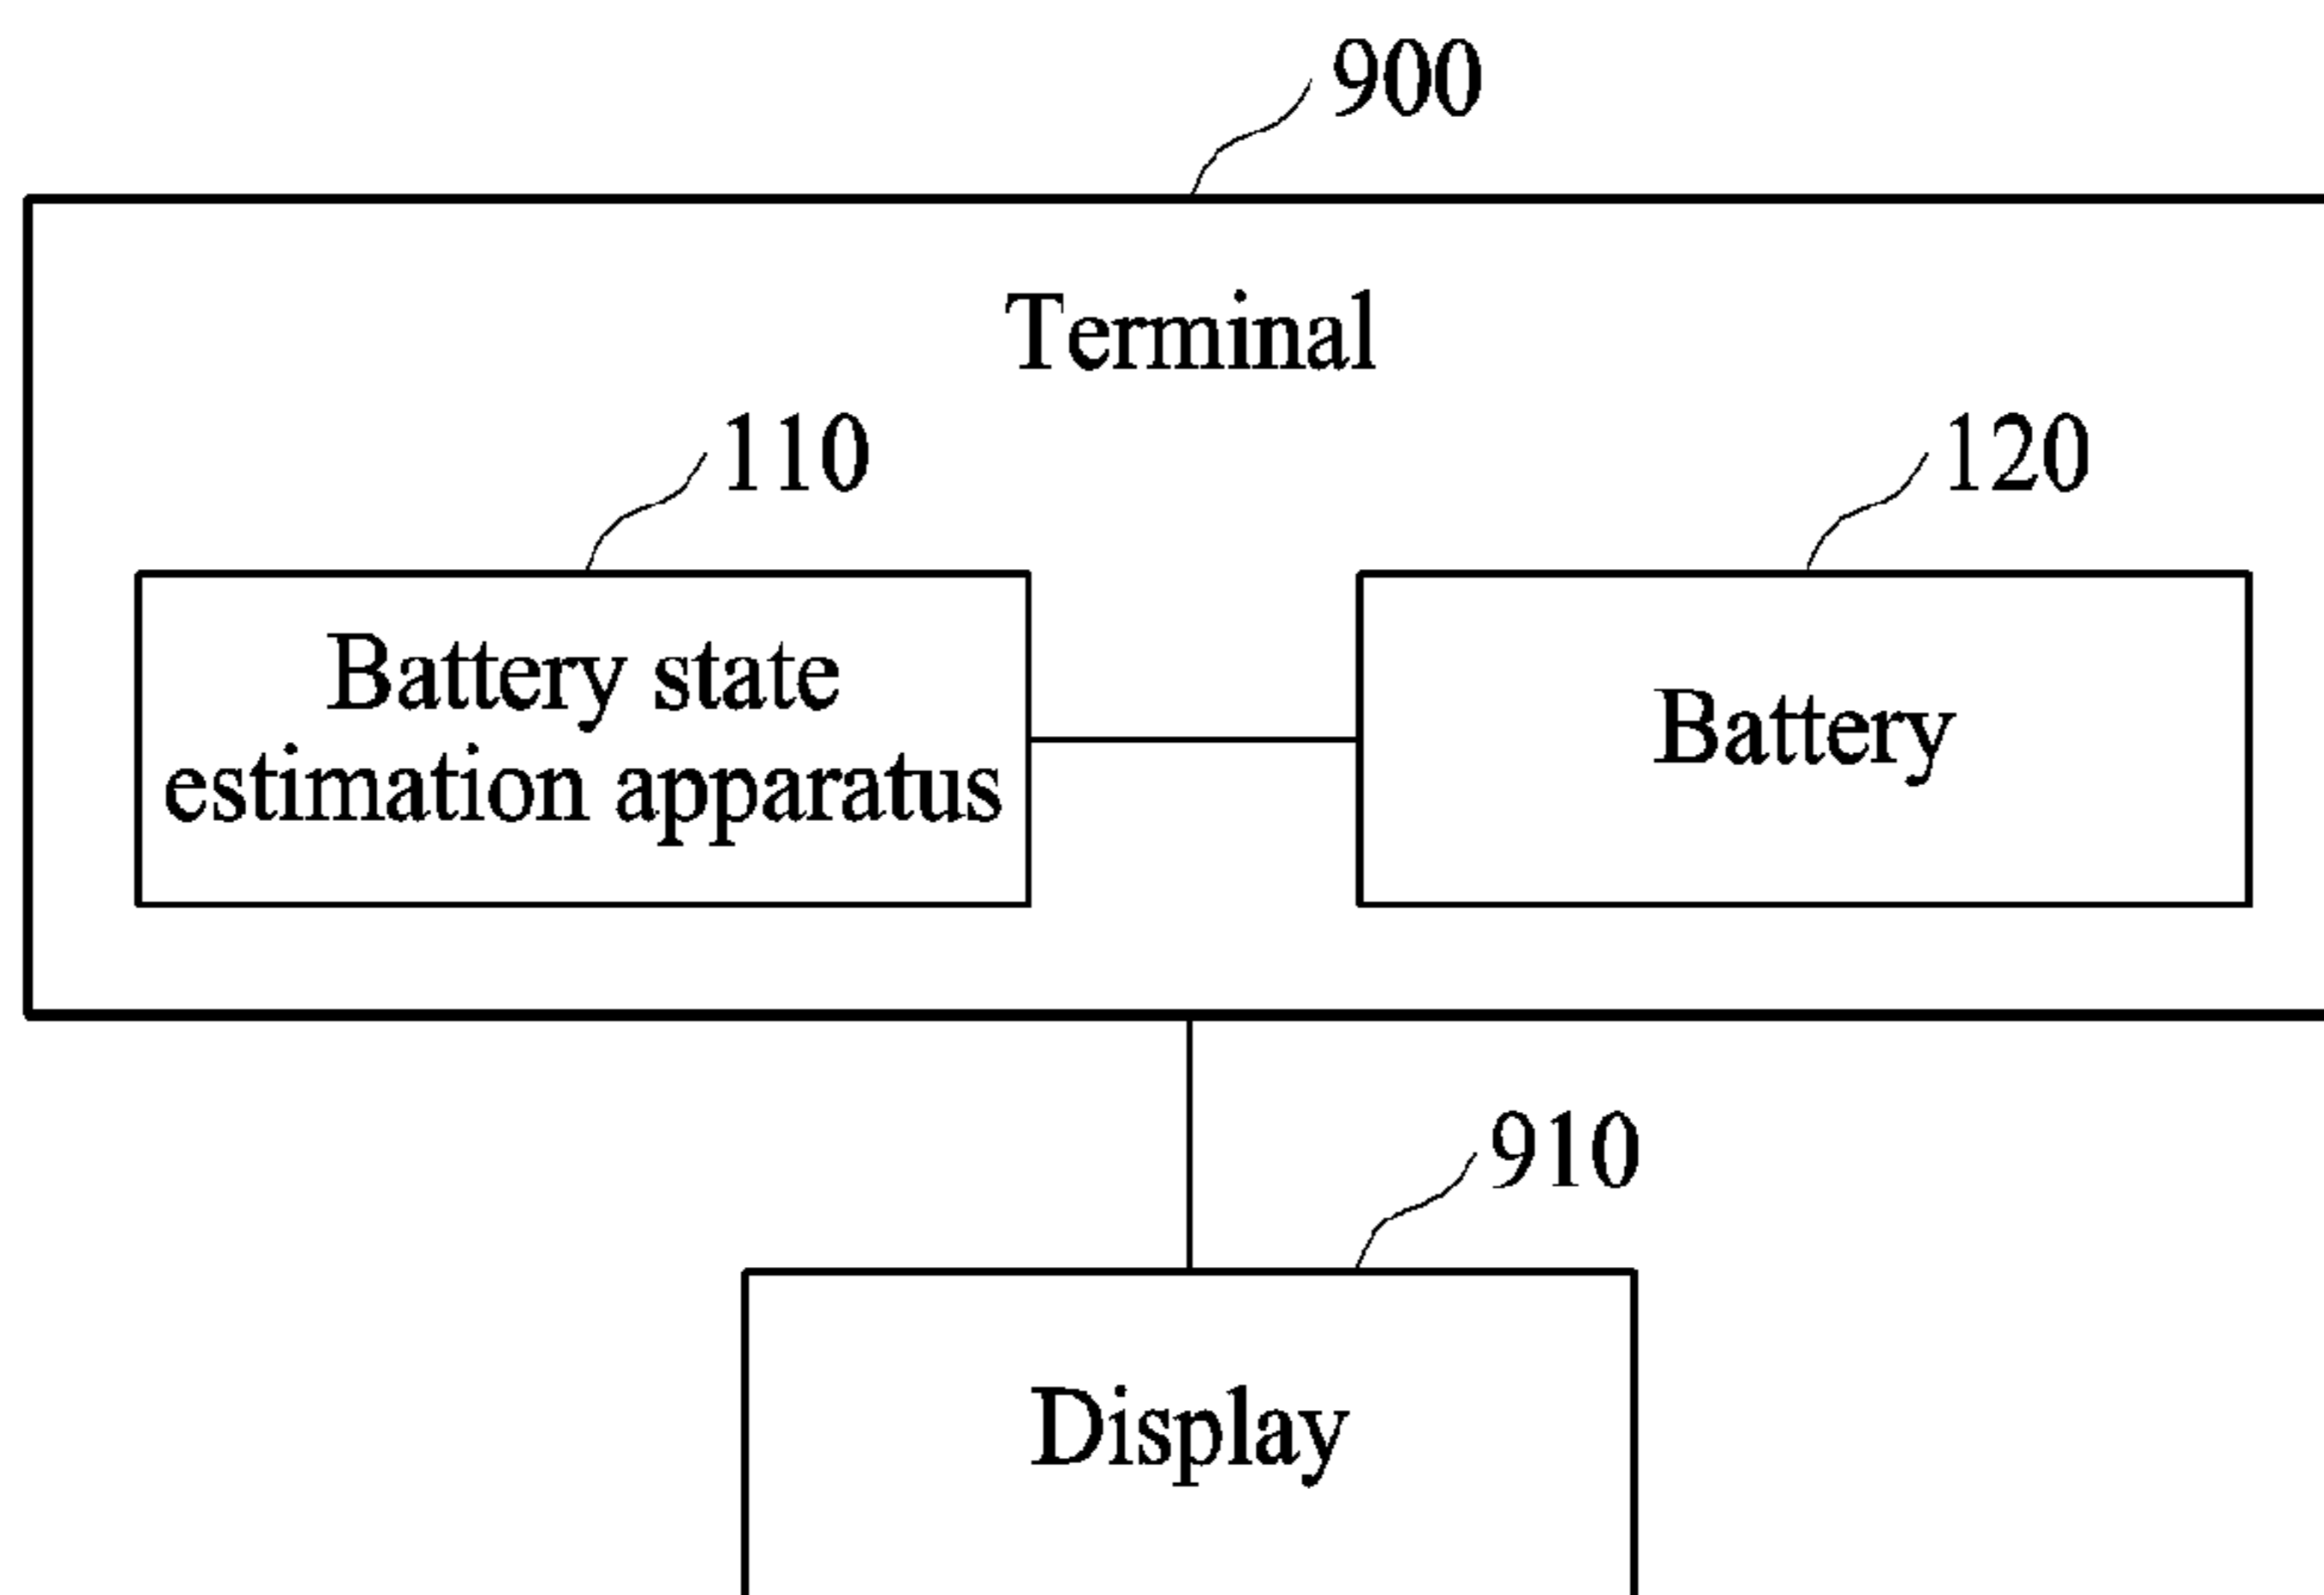 900
Terminal
110
120
Battery state
estimation apparatus
Battery
910
Display